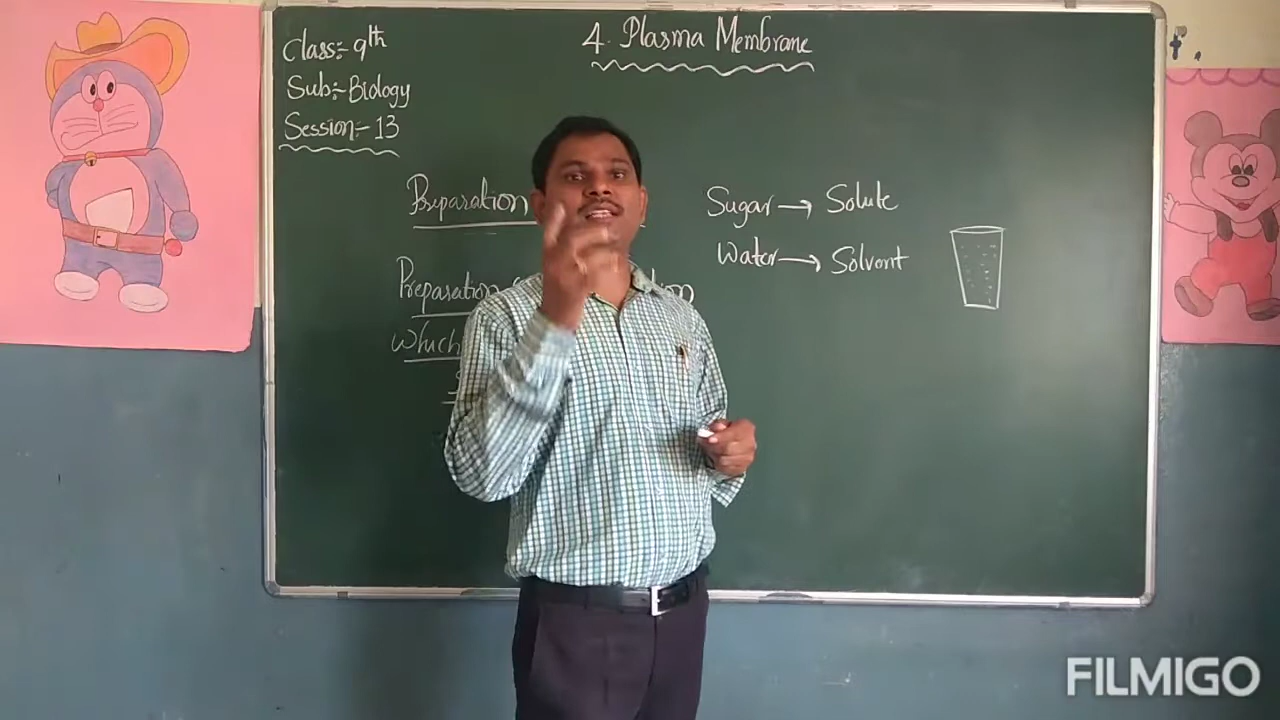 Class:- 9th
Sub:- Biology
Session:- 13
4. Plasma Membrane
Preparation
Preparation
Which
Sugar → Solute
Water → Solvent
FILMIGO